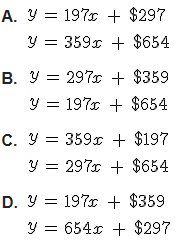 A. y = 197x + $297
y = 359x + $654
B. y = 297x + $359
y = 197x + $654
C. y = 359x + $197
y = 297x + $654
D. y = 197x + $359
y = 654x + $297